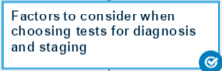 Factors to consider when
choosing tests for diagnosis
and staging